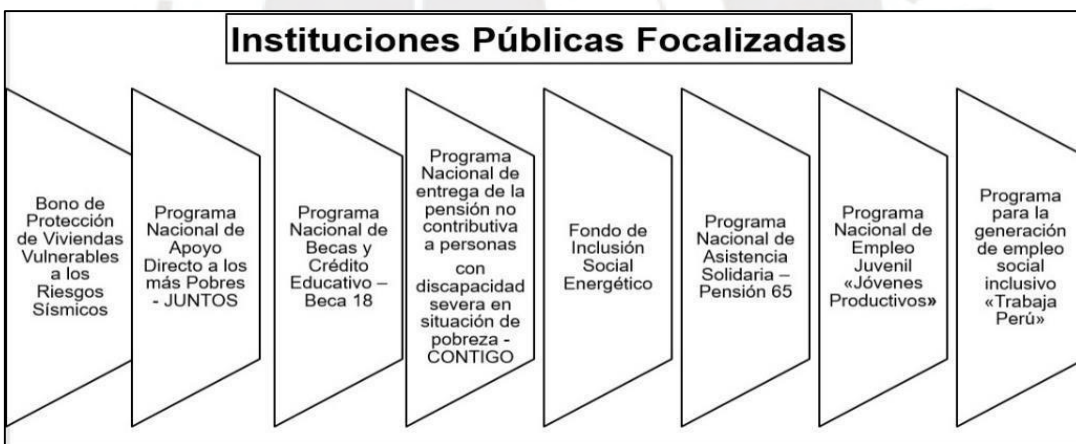 Instituciones Públicas Focalizadas
Bono de
Protección
de Viviendas
Vulnerables
a los
Riesgos
Sísmicos
Programa
Nacional de
Apoyo
Directo a los
más Pobres
- JUNTOS
Programa
Nacional de
Becas y
Crédito
Educativo –
Beca 18
Programa
Nacional de
entrega de la
pensión no
contributiva
a personas
con
discapacidad
severa en
situación de
pobreza -
CONTIGO
Fondo de
Inclusión
Social
Energético
Programa
Nacional de
Asistencia
Solidaria –
Pensión 65
Programa
Nacional de
Empleo
Juvenil
«Jóvenes
Productivos»
Programa
para la
generación
de empleo
social
inclusivo
«Trabaja
Perú»